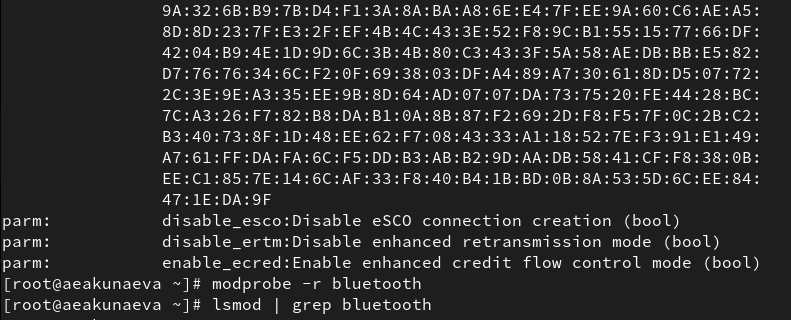 9A:32:6B:B9:7B:D4:F1:3A:8A:BA:A8:6E:E4:7F:EE:9A:60:C6:AE:A5:
8D:8D:23:7F:E3:2F:EF:4B:4C:43:3E:52:F8:9C:B1:55:15:77:66:DF:
42:04:B9:4E:1D:9D:6C:3B:4B:80:C3:43:3F:5A:58:AE:DB:BB:E5:82:
D7:76:76:34:6C:F2:0F:69:38:03:DF:A4:89:A7:30:61:8D:D5:07:72:
2C:3E:9E:A3:35:EE:9B:8D:64:AD:07:07:DA:73:75:20:FE:44:28:BC:
7C:A3:26:F7:82:B8:DA:B1:0A:8B:87:F2:69:2D:F8:F5:7F:0C:2B:C2:
B3:40:73:8F:1D:48:EE:62:F7:08:43:33:A1:18:52:7E:F3:91:E1:49:
A7:61:FF:DA:FA:6C:F5:DD:B3:AB:B2:9D:AA:DB:58:41:CF:F8:38:0B:
EE:C1:85:7E:14:6C:AF:33:F8:40:B4:1B:BD:0B:8A:53:5D:6C:EE:84:
47:1E:DA:9F
parm: disable_esco:Disable eSCO connection creation (bool)
parm: disable_ertm:Disable enhanced retransmission mode (bool)
parm: enable_ecred:Enable enhanced credit flow control mode (bool)
[root@aeakunaeva ~]# modprobe -r bluetooth
[root@aeakunaeva ~]# lsmod | grep bluetooth